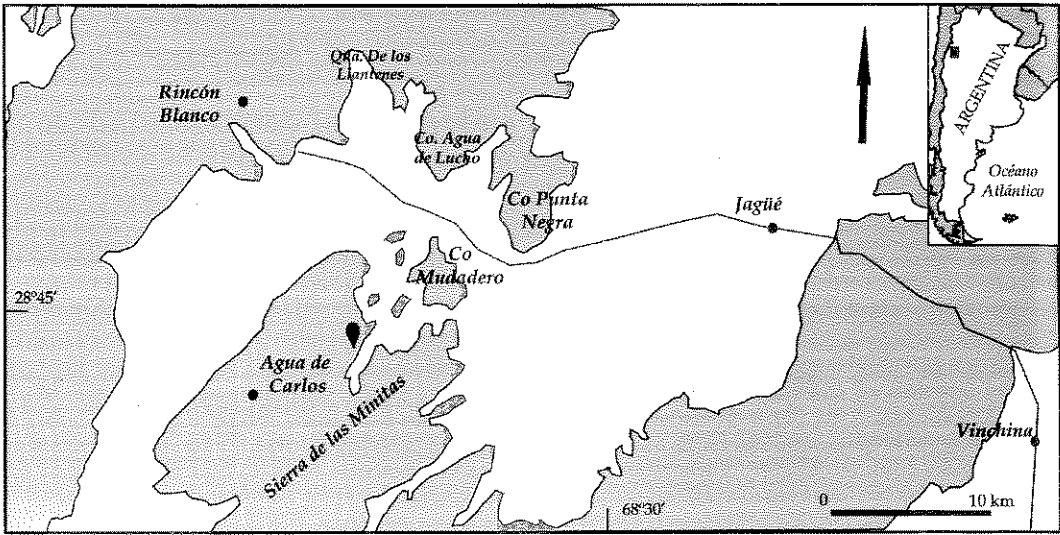 Qda. De los
Llantenes
Rincón
Blanco
Co. Agua
de Lucho
Co Punta
Negra
Jagüé
ARGENTINA
Océano
Atlántico
Co
Mudadero
28°45'
Agua de
Carlos
Sierra de las Minitas
Vinchina
68°30'
0 10 km